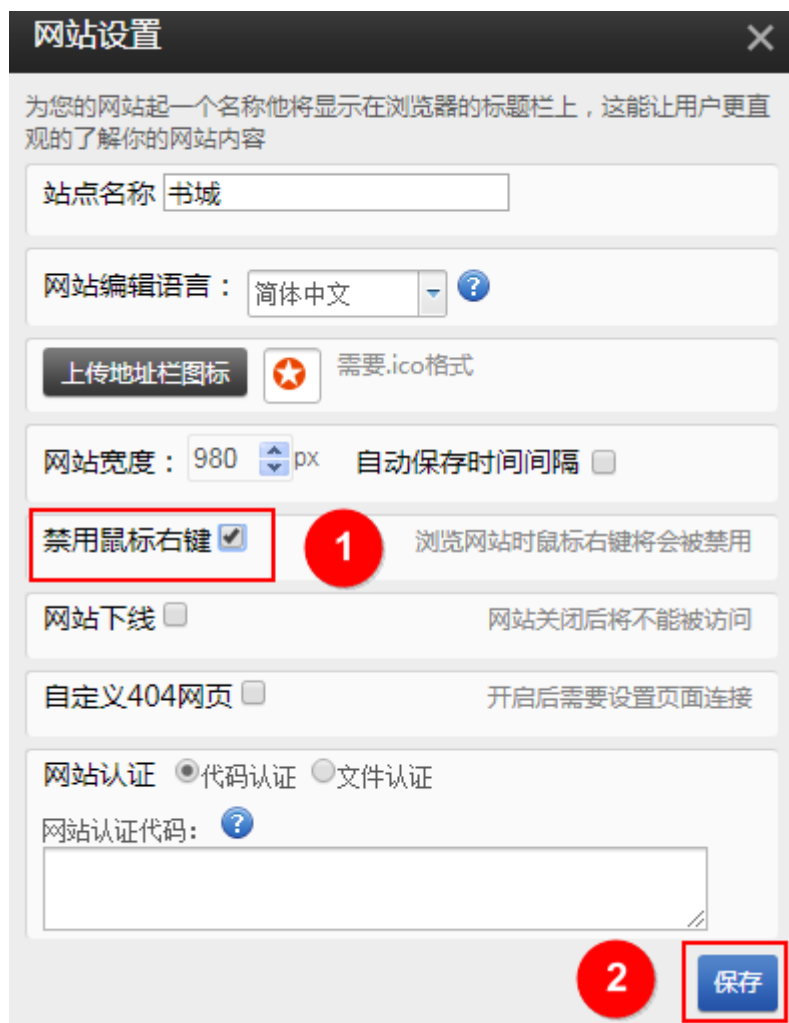 网站设置
为您的网站起一个名称他将显示在浏览器的标题栏上，这能让用户更直
观的了解你的网站内容
站点名称 书城
网站编辑语言： 简体中文
上传地址栏图标 需要.ico格式
网站宽度： 980 px 自动保存时间间隔
禁用鼠标右键 1 浏览网站时鼠标右键将会被禁用
网站下线 网站关闭后将不能被访问
自定义404网页 开启后需要设置页面连接
网站认证 代码认证 文件认证
网站认证代码:
2 保存